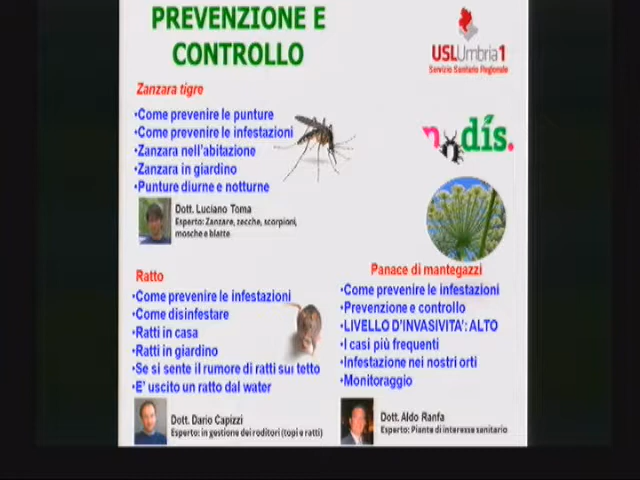 PREVENZIONE E
CONTROLLO
USLUmbria1
Servizio Sanitario Regionale
Zanzara tigre
•Come prevenire le punture
•Come prevenire le infestazioni
•Zanzara nell'abitazione
•Zanzara in giardino
•Punture diurne e notturne
Dott. Luciano Toma
Esperto: Zanzare, zecche, scorpioni,
mosche e blatte
dís.
Ratto
•Come prevenire le infestazioni
•Come disinfestare
•Ratti in casa
•Ratti in giardino
•Se si sente il rumore di ratti sul tetto
•E' uscito un ratto dal water
Dott. Dario Capizzi
Esperto: in gestione dei roditori (topi e ratti)
Panace di mantegazzi
•Come prevenire le infestazioni
•Prevenzione e controllo
•LIVELLO D'INVASIVITA': ALTO
•I casi più frequenti
•Infestazione nei nostri orti
•Monitoraggio
Dott. Aldo Ranfa
Esperto: Piante di interesse sanitario